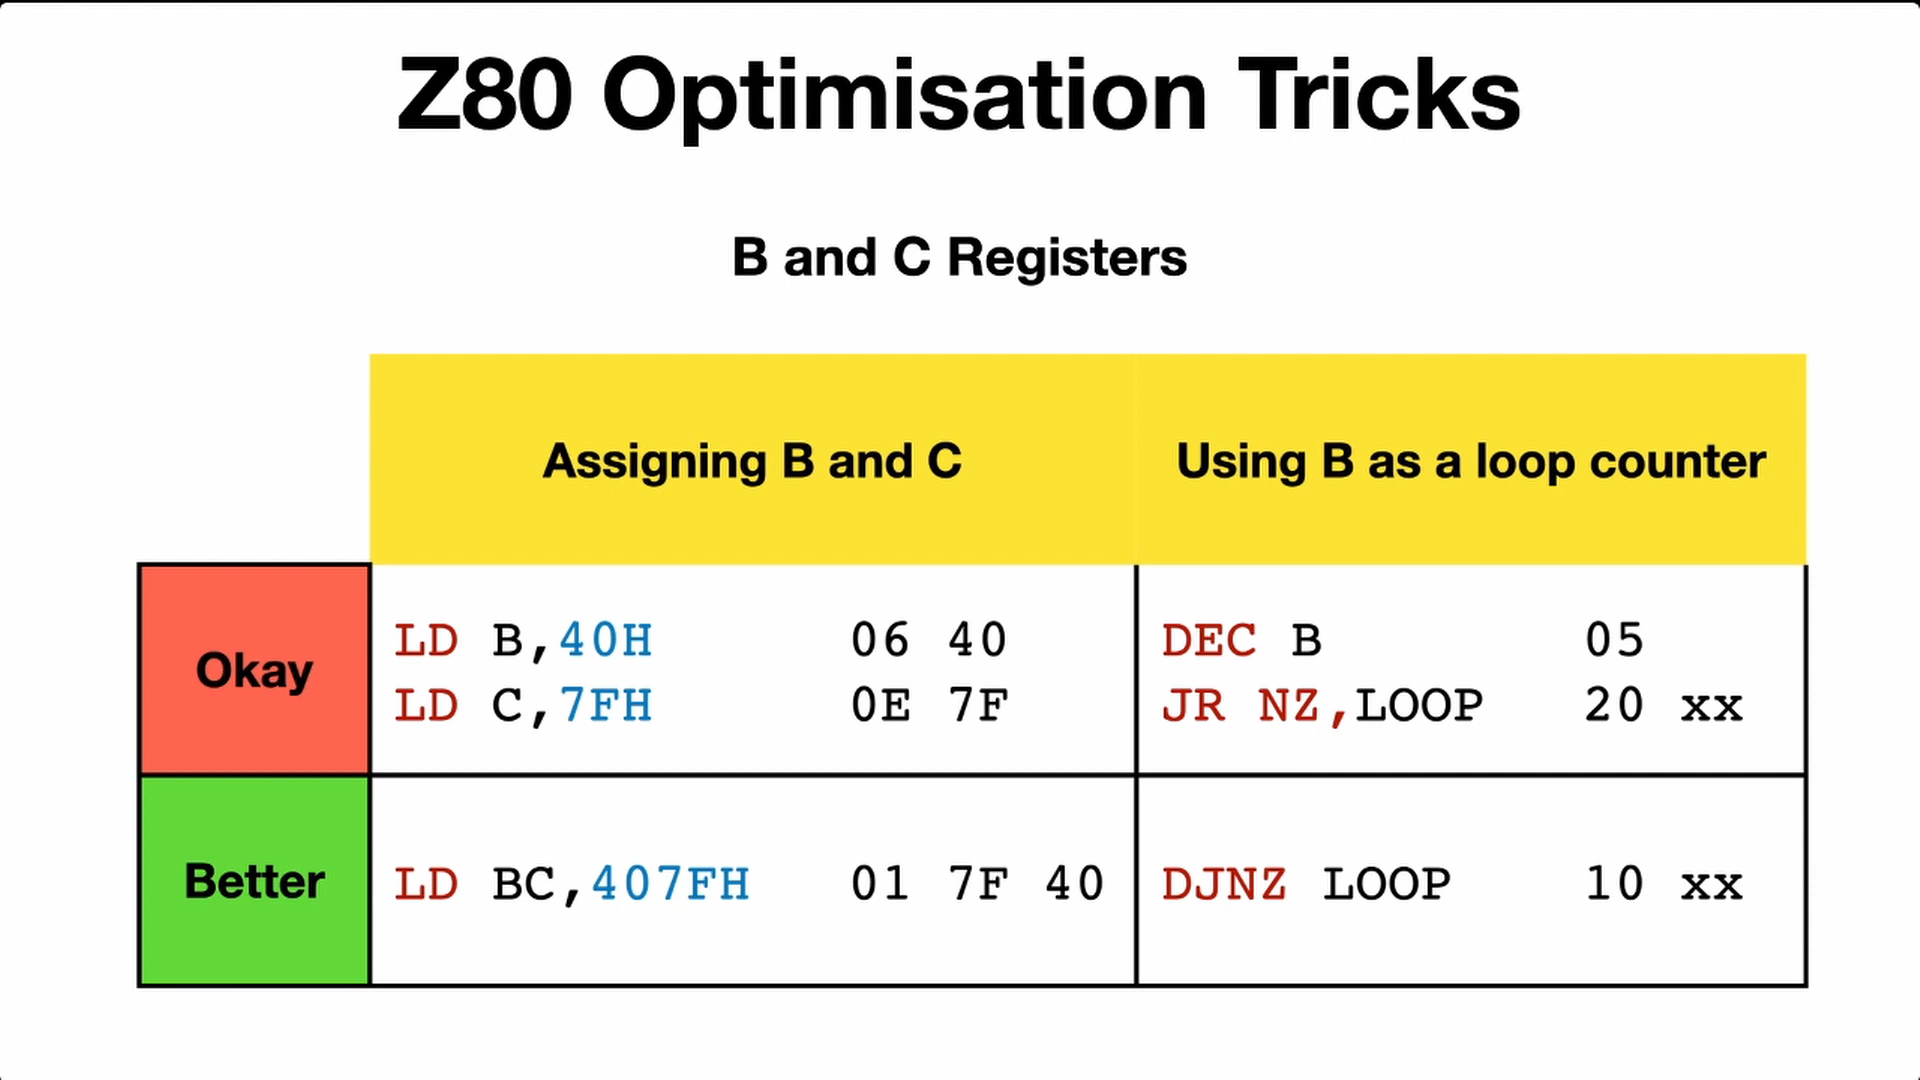 Z80 Optimisation Tricks
B and C Registers
Assigning B and C
Using B as a loop counter
Okay
LD B,40H 06 40
LD C,7FH 0E 7F
DEC B 05
JR NZ,LOOP 20 xx
Better
LD BC,407FH 01 7F 40
DJNZ LOOP 10 xx